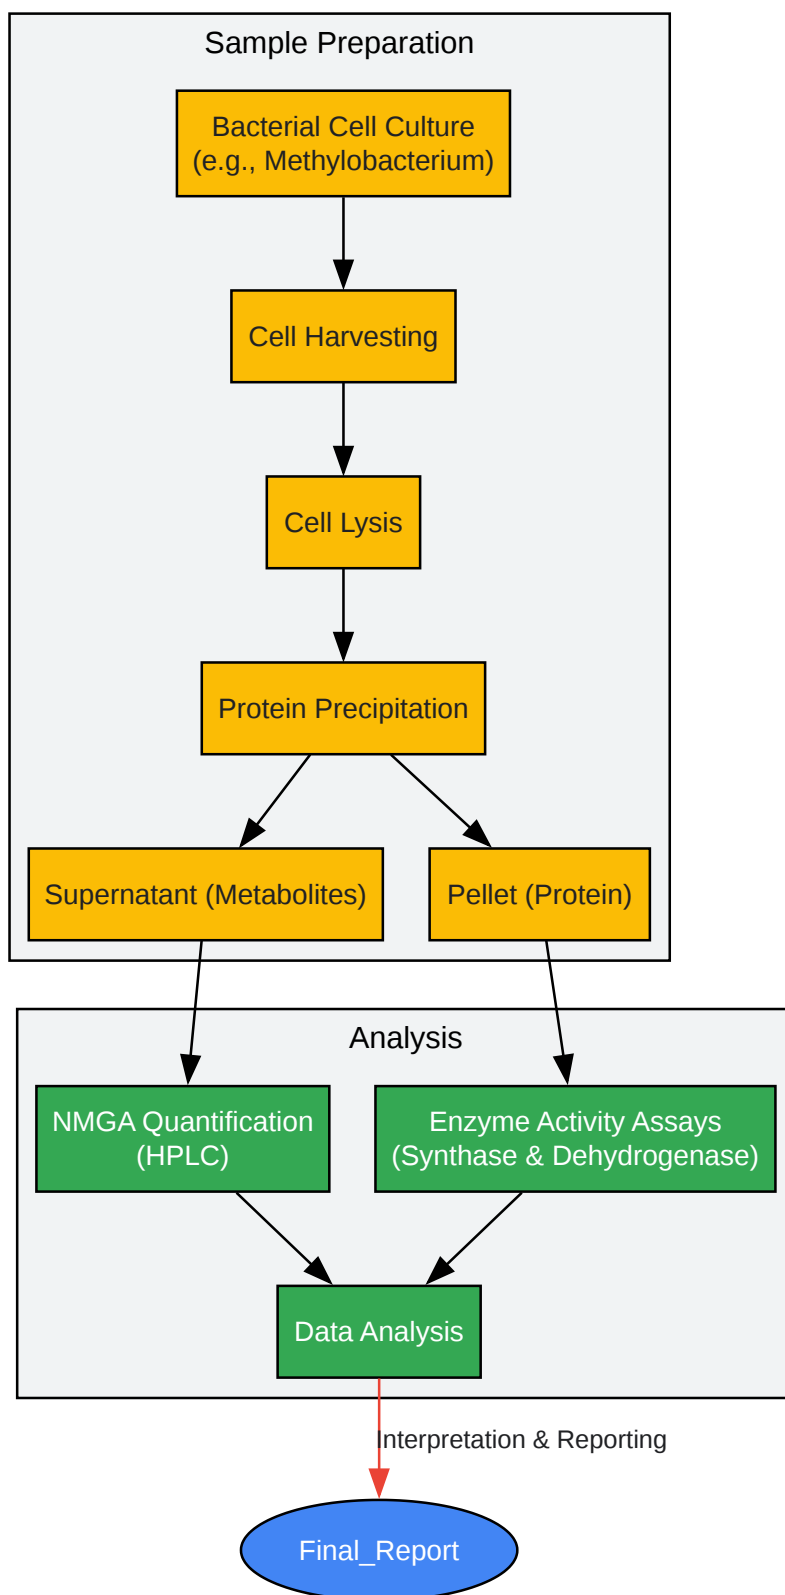 Sample Preparation
Bacterial Cell Culture
(e.g., Methylobacterium)
Cell Harvesting
Cell Lysis
Protein Precipitation
Supernatant (Metabolites)
Pellet (Protein)
Analysis
NMGA Quantification
(HPLC)
Enzyme Activity Assays
(Synthase & Dehydrogenase)
Data Analysis
Interpretation & Reporting
Final_Report